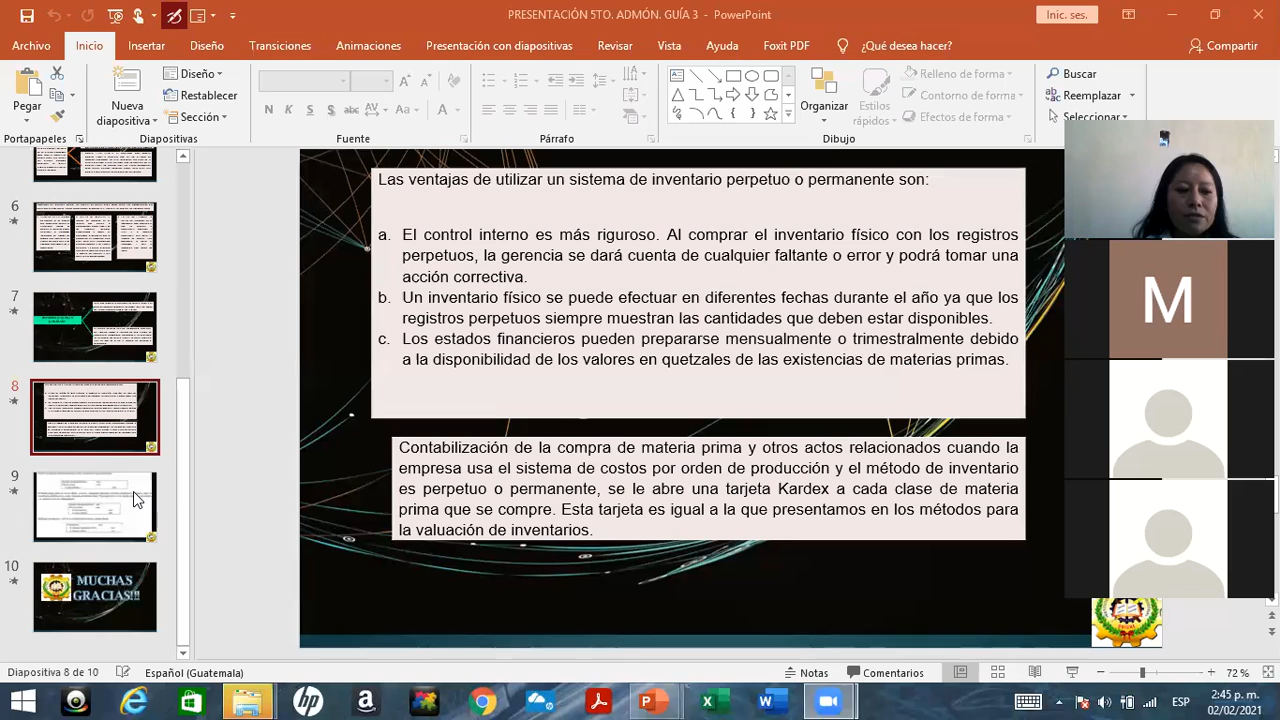 PRESENTACIÓN 5TO. ADMÓN. GUÍA 3 - PowerPoint
Inic. ses.
Archivo Inicio Insertar Diseño Transiciones Animaciones Presentación con diapositivas Revisar Vista Ayuda Foxit PDF ¿Qué desea hacer? Compartir
Diseño Relleno de forma Buscar
Restablecer Contorno de forma Reemplazar
Pegar Nueva diapositiva Sección N K S S abc AV Aa A Organizar Estilos rápidos Efectos de forma Seleccionar
Portapapeles Diapositivas Fuente Párrafo Dibujo
Las ventajas de utilizar un sistema de inventario perpetuo o permanente son:
a. El control interno es más riguroso. Al comprar el inventario físico con los registros
perpetuos, la gerencia se dará cuenta de cualquier faltante o error y podrá tomar una
acción correctiva.
b. Un inventario físico se puede efectuar en diferentes fechas durante el año ya que los
registros perpetuos siempre muestran las cantidades que deben estar disponibles.
c. Los estados financieros pueden prepararse mensualmente o trimestralmente debido
a la disponibilidad de los valores en quetzales de las existencias de materias primas.
Contabilización de la compra de materia prima y otros actos relacionados cuando la
empresa usa el sistema de costos por orden de producción y el método de inventario
es perpetuo o permanente, se le abre una tarjeta Kardex a cada clase de materia
prima que se compra. Esta tarjeta es igual a la que presentamos en los métodos para
la valuación de inventarios.
6
7
8
9
10
MUCHAS
GRACIAS!!!
M
Diapositiva 8 de 10 Español (Guatemala) Notas Comentarios 72 %
ESP 2:45 p. m.
02/02/2021